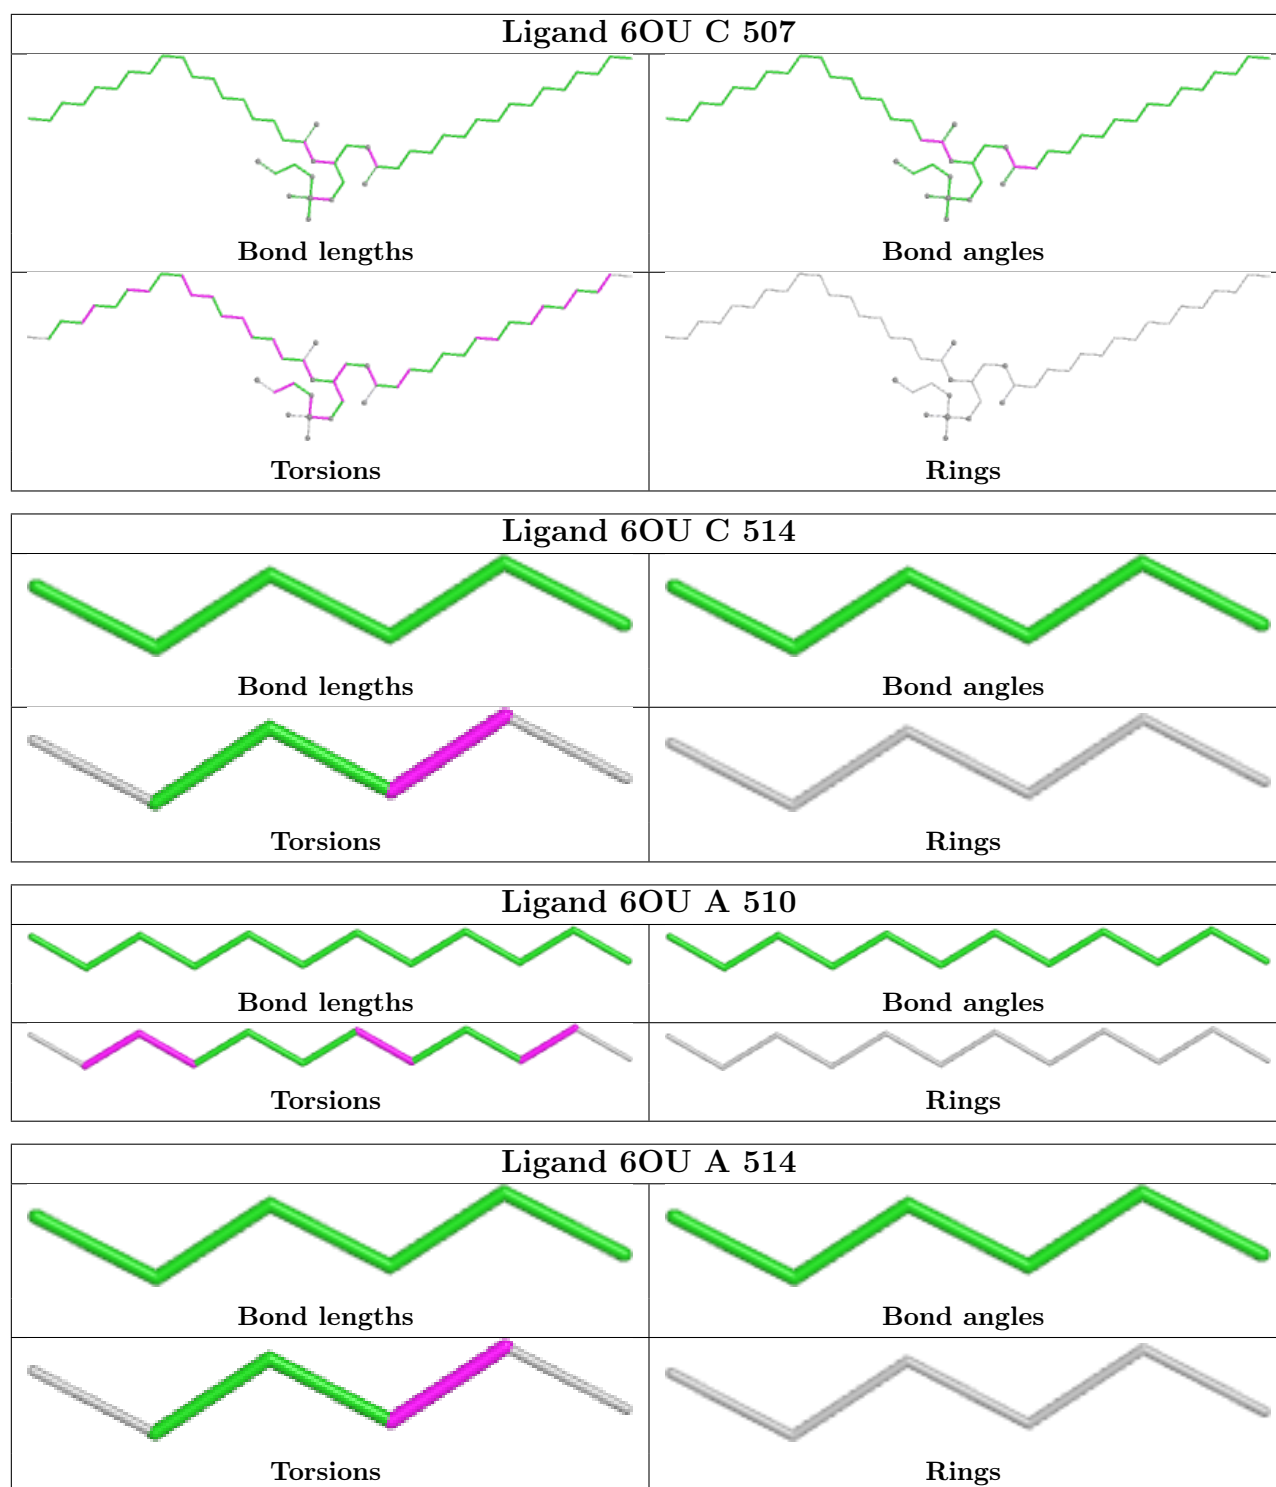 Ligand 6OU C 507
Bond lengths
Bond angles
Torsions
Rings
Ligand 6OU C 514
Bond lengths
Bond angles
Torsions
Rings
Ligand 6OU A 510
Bond lengths
Bond angles
Torsions
Rings
Ligand 6OU A 514
Bond lengths
Bond angles
Torsions
Rings